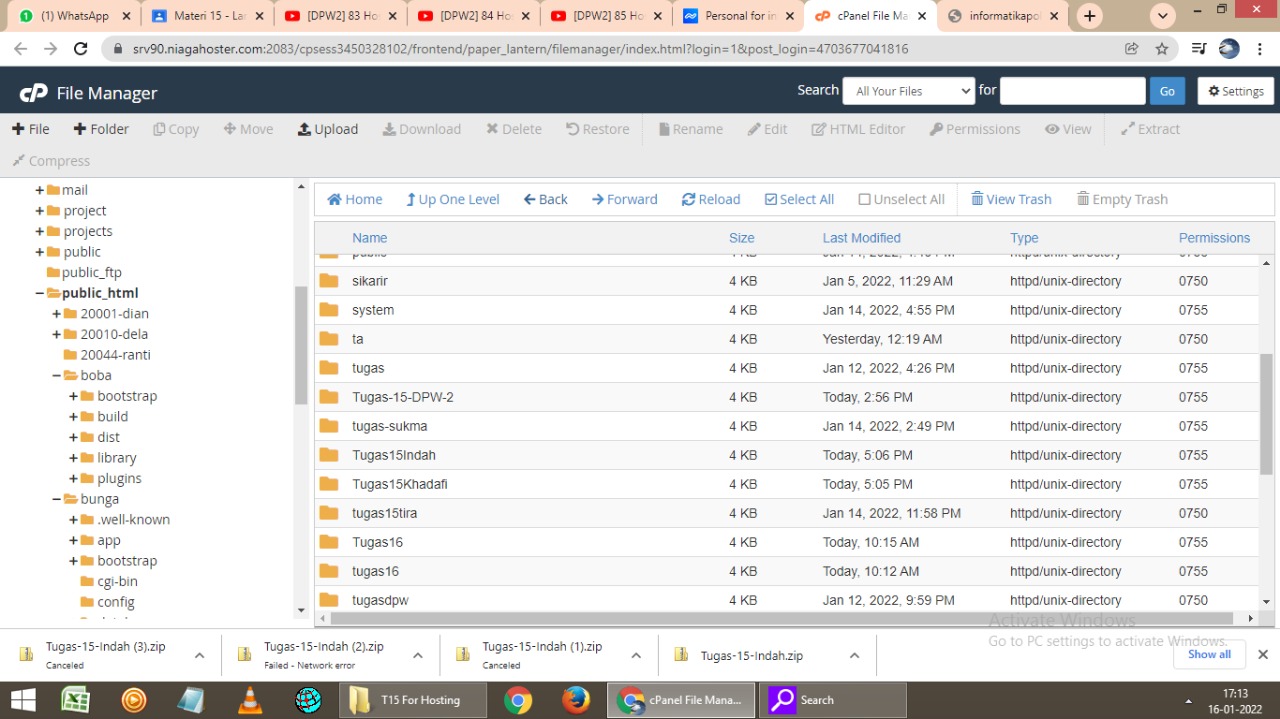 (1) WhatsApp
Materi 15 - La
[DPW2] 83 Ho
[DPW2] 84 Ho
[DPW2] 85 Ho
Personal for in
cPanel File Ma
informatikapol
srv90.niagahoster.com:2083/cpsess3450328102/frontend/paper_lantern/filemanager/index.html?login=1&post_login=4703677041816
cP File Manager
Search All Your Files for Go Settings
File Folder Copy Move Upload Download Delete Restore Rename Edit HTML Editor Permissions View Extract
Compress
mail
project
projects
public
public_ftp
public_html
20001-dian
20010-dela
20044-ranti
boba
bootstrap
build
dist
library
plugins
bunga
.well-known
app
bootstrap
cgi-bin
config
Home Up One Level Back Forward Reload Select All Unselect All View Trash Empty Trash
Name Size Last Modified Type Permissions
sikarir 4 KB Jan 5, 2022, 11:29 AM httpd/unix-directory 0750
system 4 KB Jan 14, 2022, 4:55 PM httpd/unix-directory 0755
ta 4 KB Yesterday, 12:19 AM httpd/unix-directory 0750
tugas 4 KB Jan 12, 2022, 4:26 PM httpd/unix-directory 0755
Tugas-15-DPW-2 4 KB Today, 2:56 PM httpd/unix-directory 0755
tugas-sukma 4 KB Jan 14, 2022, 2:49 PM httpd/unix-directory 0755
Tugas15Indah 4 KB Today, 5:06 PM httpd/unix-directory 0755
Tugas15Khadafi 4 KB Today, 5:05 PM httpd/unix-directory 0755
tugas15tira 4 KB Jan 14, 2022, 11:58 PM httpd/unix-directory 0755
Tugas16 4 KB Today, 10:15 AM httpd/unix-directory 0755
tugas16 4 KB Today, 10:12 AM httpd/unix-directory 0755
tugasdpw 4 KB Jan 12, 2022, 9:59 PM httpd/unix-directory 0750
Activate Windows
Go to PC settings to activate Windows.
Tugas-15-Indah (3).zip
Canceled
Tugas-15-Indah (2).zip
Failed - Network error
Tugas-15-Indah (1).zip
Canceled
Tugas-15-Indah.zip
Show all
T15 For Hosting
cPanel File Mana...
Search
17:13
16-01-2022